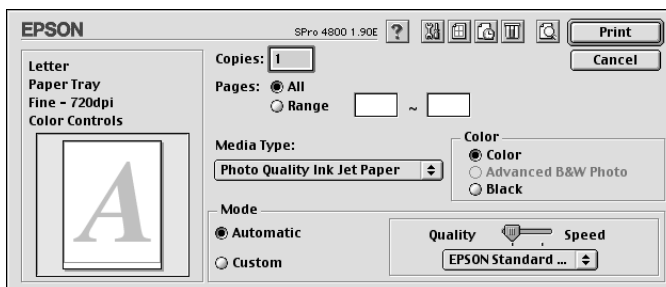 EPSON
SPro 4800 1.90E
?
Print
Cancel
Letter
Paper Tray
Fine - 720dpi
Color Controls
A
Copies: 1
Pages: All
Range ~
Media Type:
Photo Quality Ink Jet Paper
Color
Color
Advanced B&W Photo
Black
Mode
Automatic
Custom
Quality Speed
EPSON Standard ...